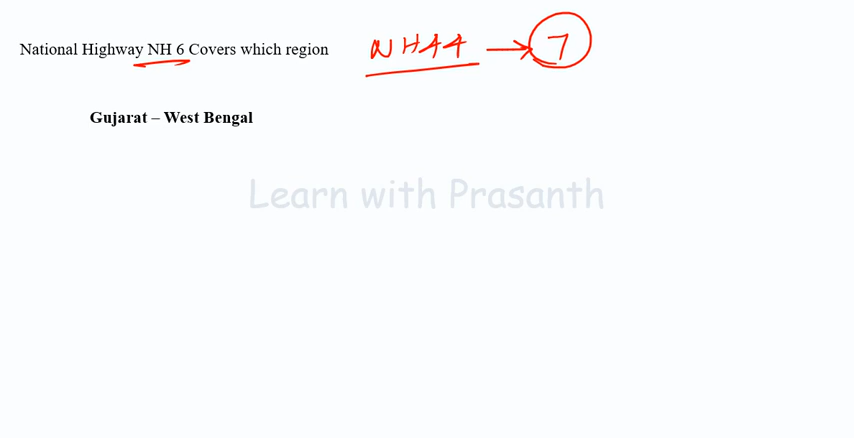 National Highway NH 6 Covers which region NH44 → 7
Gujarat – West Bengal
Learn with Prasanth